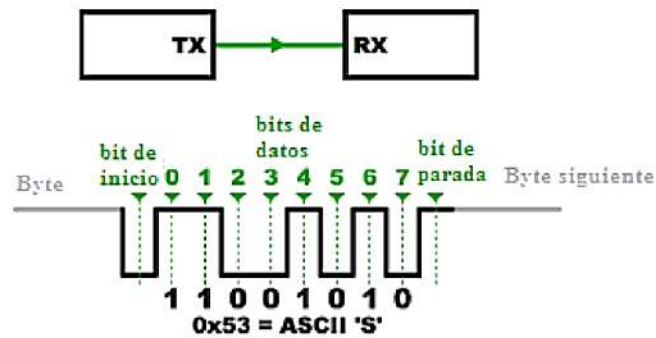 TX RX
bits de
datos
bit de
inicio
0 1 2 3 4 5 6 7
bit de
parada
Byte
Byte siguiente
1 1 0 0 1 0 1 0
0x53 = ASCII 'S'